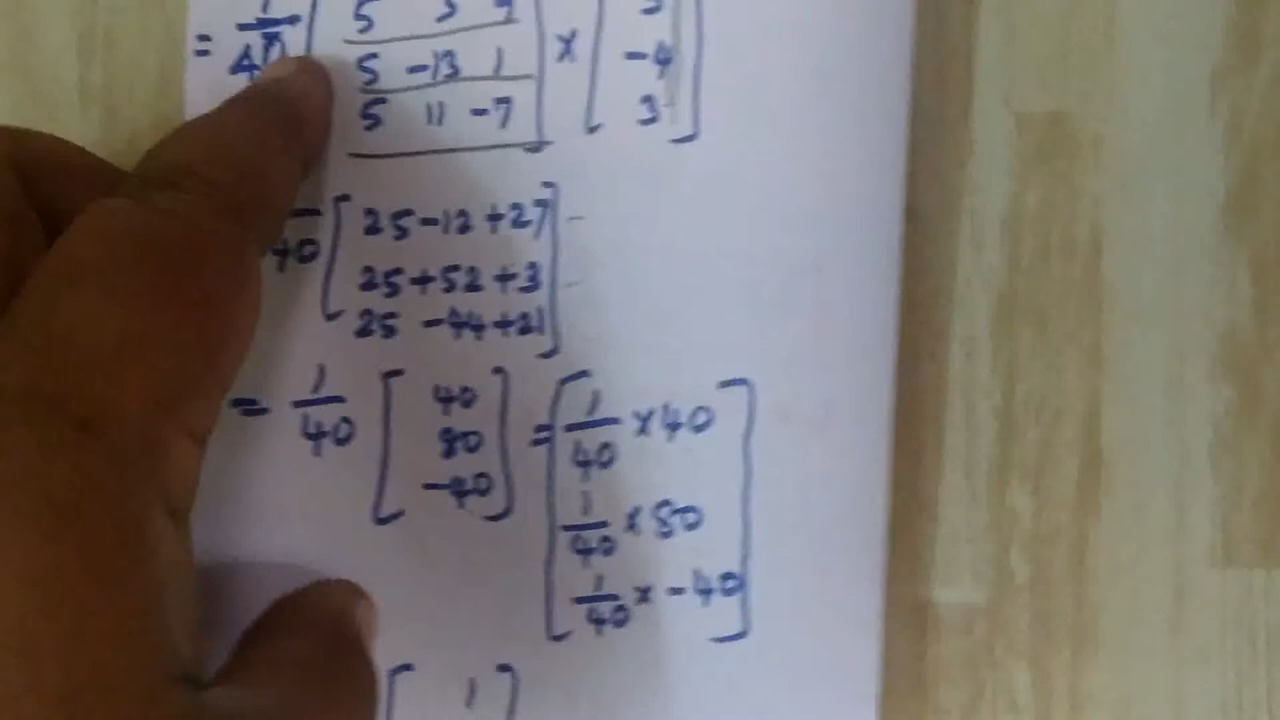 = 1/40 [ 5 3 9
5 -13 1
5 11 -7 ] × [ 5
-4
3 ]
40 [ 25-12+27
25+52+3
25 -44+21 ]
= 1/40 [ 40
80
-40 ] = [ 1/40 ×40
1/40 ×80
1/40 × -40 ]
[ 1 ]